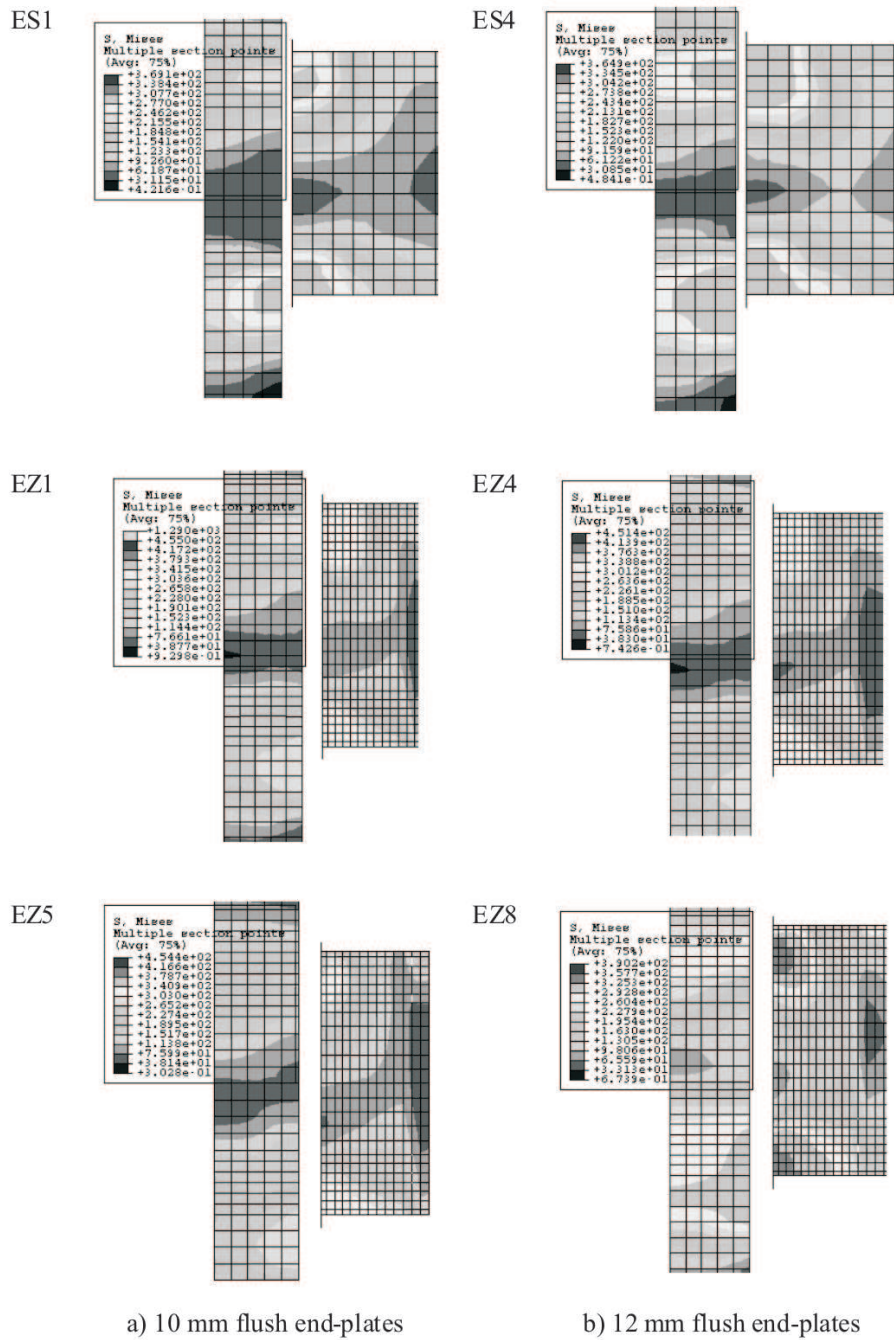 ES1
S, Mises
Multiple section points
(Avg: 75%)
+3.691e+02
+3.384e+02
+3.077e+02
+2.770e+02
+2.462e+02
+2.155e+02
+1.848e+02
+1.541e+02
+1.233e+02
+9.260e+01
+6.187e+01
+3.115e+01
+4.216e-01
ES4
S, Mises
Multiple section points
(Avg: 75%)
+3.649e+02
+3.345e+02
+3.042e+02
+2.738e+02
+2.434e+02
+2.131e+02
+1.827e+02
+1.523e+02
+1.220e+02
+9.159e+01
+6.122e+01
+3.085e+01
+4.841e-01
EZ1
S, Mises
Multiple section points
(Avg: 75%)
+1.290e+03
+4.550e+02
+4.172e+02
+3.793e+02
+3.415e+02
+3.036e+02
+2.658e+02
+2.280e+02
+1.901e+02
+1.523e+02
+1.144e+02
+7.661e+01
+3.877e+01
+9.298e-01
EZ4
S, Mises
Multiple section points
(Avg: 75%)
+4.514e+02
+4.139e+02
+3.763e+02
+3.388e+02
+3.012e+02
+2.636e+02
+2.261e+02
+1.885e+02
+1.510e+02
+1.134e+02
+7.586e+01
+3.830e+01
+7.426e-01
EZ5
S, Mises
Multiple section points
(Avg: 75%)
+4.544e+02
+4.166e+02
+3.787e+02
+3.409e+02
+3.030e+02
+2.652e+02
+2.274e+02
+1.895e+02
+1.517e+02
+1.138e+02
+7.599e+01
+3.814e+01
+3.028e-01
EZ8
S, Mises
Multiple section points
(Avg: 75%)
+3.902e+02
+3.577e+02
+3.253e+02
+2.928e+02
+2.604e+02
+2.279e+02
+1.954e+02
+1.630e+02
+1.305e+02
+9.806e+01
+6.559e+01
+3.313e+01
+6.739e-01
a) 10 mm flush end-plates
b) 12 mm flush end-plates